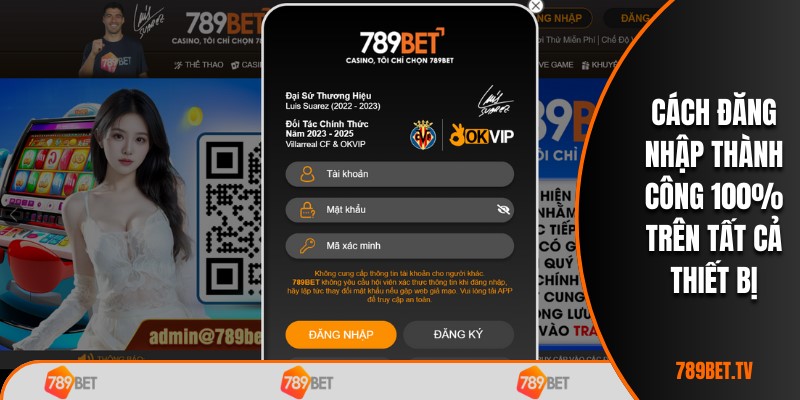 789BET
CASINO, TÔI CHỈ CHỌN 789BET
THỂ THAO
789BET
CASINO, TÔI CHỈ CHỌN 789BET
Đại Sứ Thương Hiệu
Luis Suarez (2022 - 2023)
Đối Tác Chính Thức
Năm 2023 - 2025
Villarreal CF & OKVIP
OKVIP
Tài khoản
Mật khẩu
Mã xác minh
Không cung cấp thông tin tài khoản cho người khác.
789BET không yêu cầu hội viên xác thực thông tin khi đăng nhập,
hãy lập tức thay đổi mật khẩu nếu gặp web giả mạo. Vui lòng tải APP
để truy cập an toàn.
ĐĂNG NHẬP
ĐĂNG KÝ
admin@789be
THÔNG BÁO
CÁCH ĐĂNG
NHẬP THÀNH
CÔNG 100%
TRÊN TẤT CẢ
THIẾT BỊ
789BET.TV
789BET
789BET
789BET